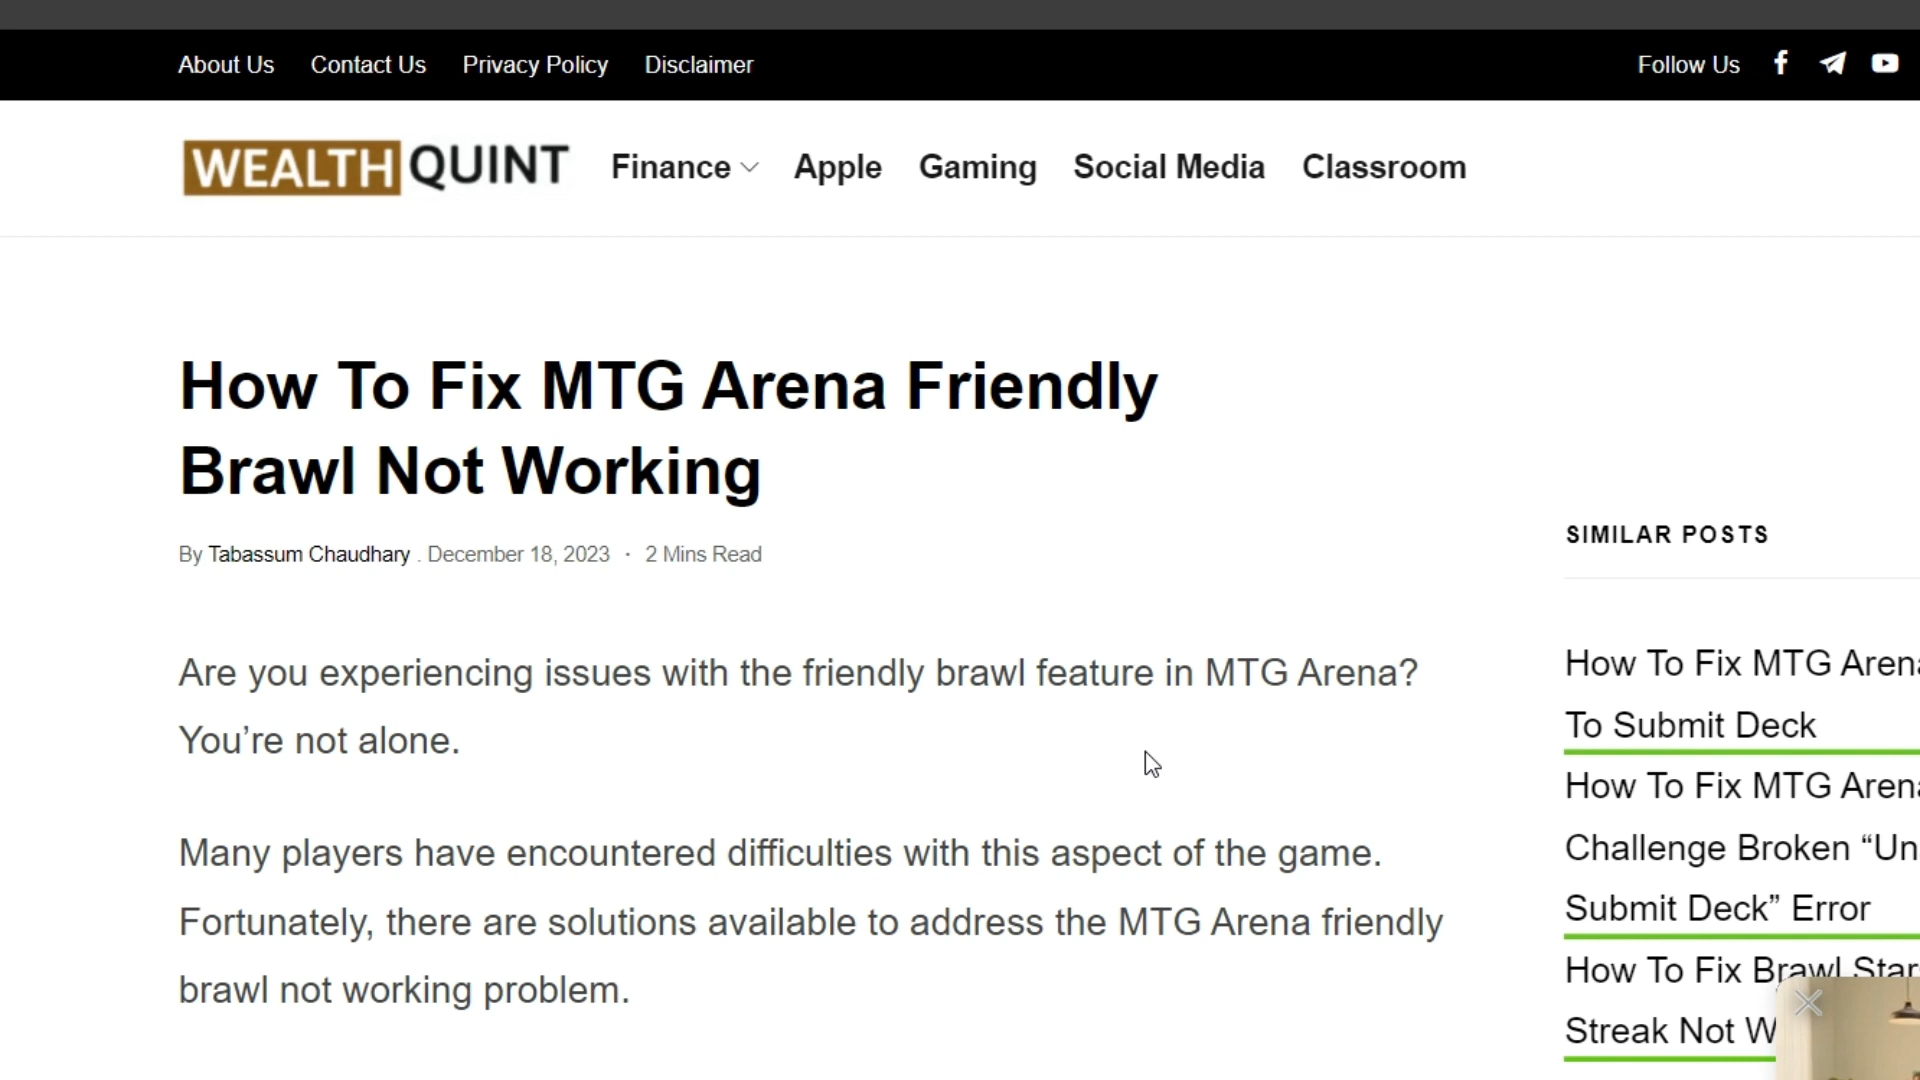 About Us Contact Us Privacy Policy Disclaimer Follow Us
WEALTH QUINT Finance Apple Gaming Social Media Classroom
How To Fix MTG Arena Friendly
Brawl Not Working
By Tabassum Chaudhary . December 18, 2023 · 2 Mins Read
Are you experiencing issues with the friendly brawl feature in MTG Arena?
You’re not alone.
Many players have encountered difficulties with this aspect of the game.
Fortunately, there are solutions available to address the MTG Arena friendly
brawl not working problem.
SIMILAR POSTS
How To Fix MTG
To Submit Deck
How To Fix MTG
Challenge Broken
Submit Deck” Error
How To Fix Brawl
Streak Not